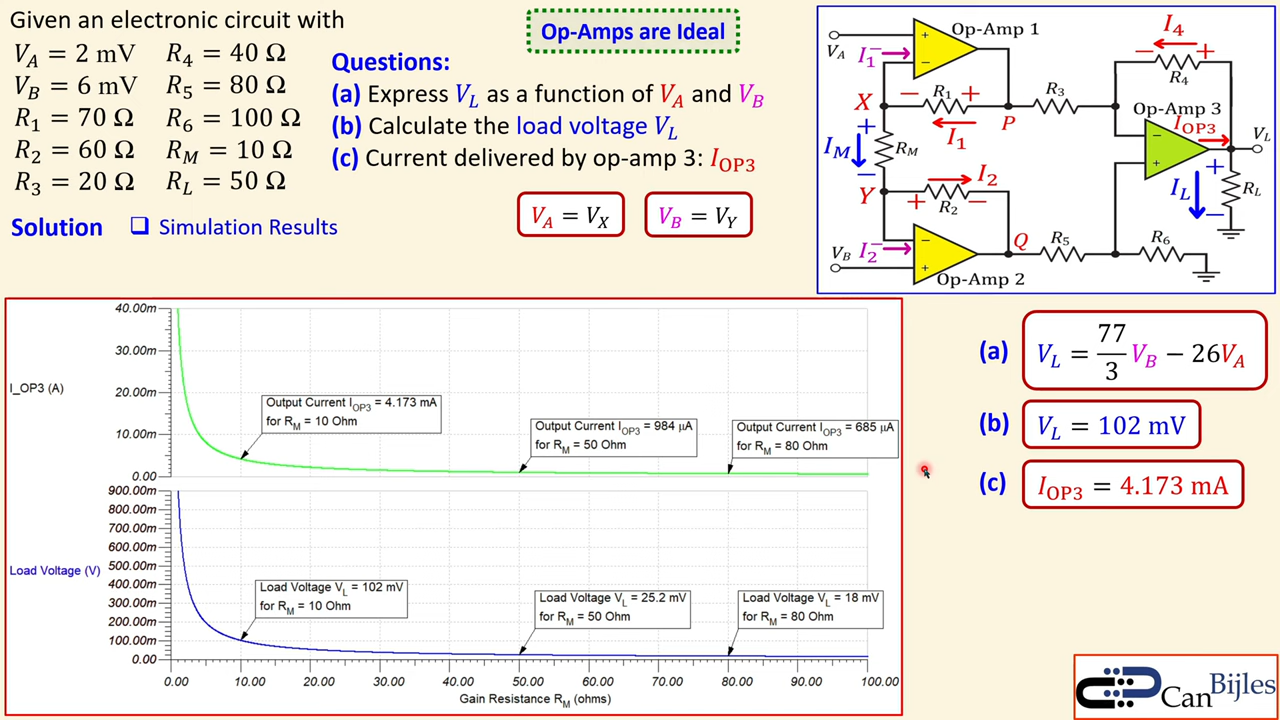 Given an electronic circuit with
V_A = 2 mV R_4 = 40 Ω
V_B = 6 mV R_5 = 80 Ω
R_1 = 70 Ω R_6 = 100 Ω
R_2 = 60 Ω R_M = 10 Ω
R_3 = 20 Ω R_L = 50 Ω
Op-Amps are Ideal
Questions:
(a) Express V_L as a function of V_A and V_B
(b) Calculate the load voltage V_L
(c) Current delivered by op-amp 3: I_OP3
Solution ❑ Simulation Results
V_A = V_X
V_B = V_Y
Op-Amp 1
V_A
I_1^-
I_4
− +
R_4
X − R_1 +
I_1
P
R_3
Op-Amp 3
I_OP3
V_L
− +
I_M
+
R_M
−
I_L
+
R_L
−
Y
I_2
+ R_2 −
Q
R_5
R_6
V_B
I_2^-
Op-Amp 2
40.00m
30.00m
20.00m
10.00m
0.00
I_OP3 (A)
Output Current I_OP3 = 4.173 mA
for R_M = 10 Ohm
Output Current I_OP3 = 984 µA
for R_M = 50 Ohm
Output Current I_OP3 = 685 µA
for R_M = 80 Ohm
900.00m
800.00m
700.00m
600.00m
500.00m
400.00m
300.00m
200.00m
100.00m
0.00
Load Voltage (V)
Load Voltage V_L = 102 mV
for R_M = 10 Ohm
Load Voltage V_L = 25.2 mV
for R_M = 50 Ohm
Load Voltage V_L = 18 mV
for R_M = 80 Ohm
0.00 10.00 20.00 30.00 40.00 50.00 60.00 70.00 80.00 90.00 100.00
Gain Resistance R_M (ohms)
(a) V_L = 77/3 V_B − 26V_A
(b) V_L = 102 mV
(c) I_OP3 = 4.173 mA
CanBijles